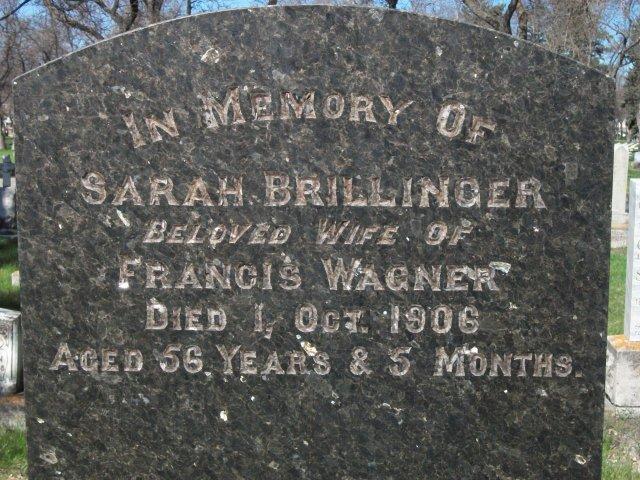 IN MEMORY OF
SARAH BRILLINGER
BELOVED WIFE OF
FRANCIS WAGNER
DIED 1, OCT. 1906
AGED 56 YEARS & 5 MONTHS.